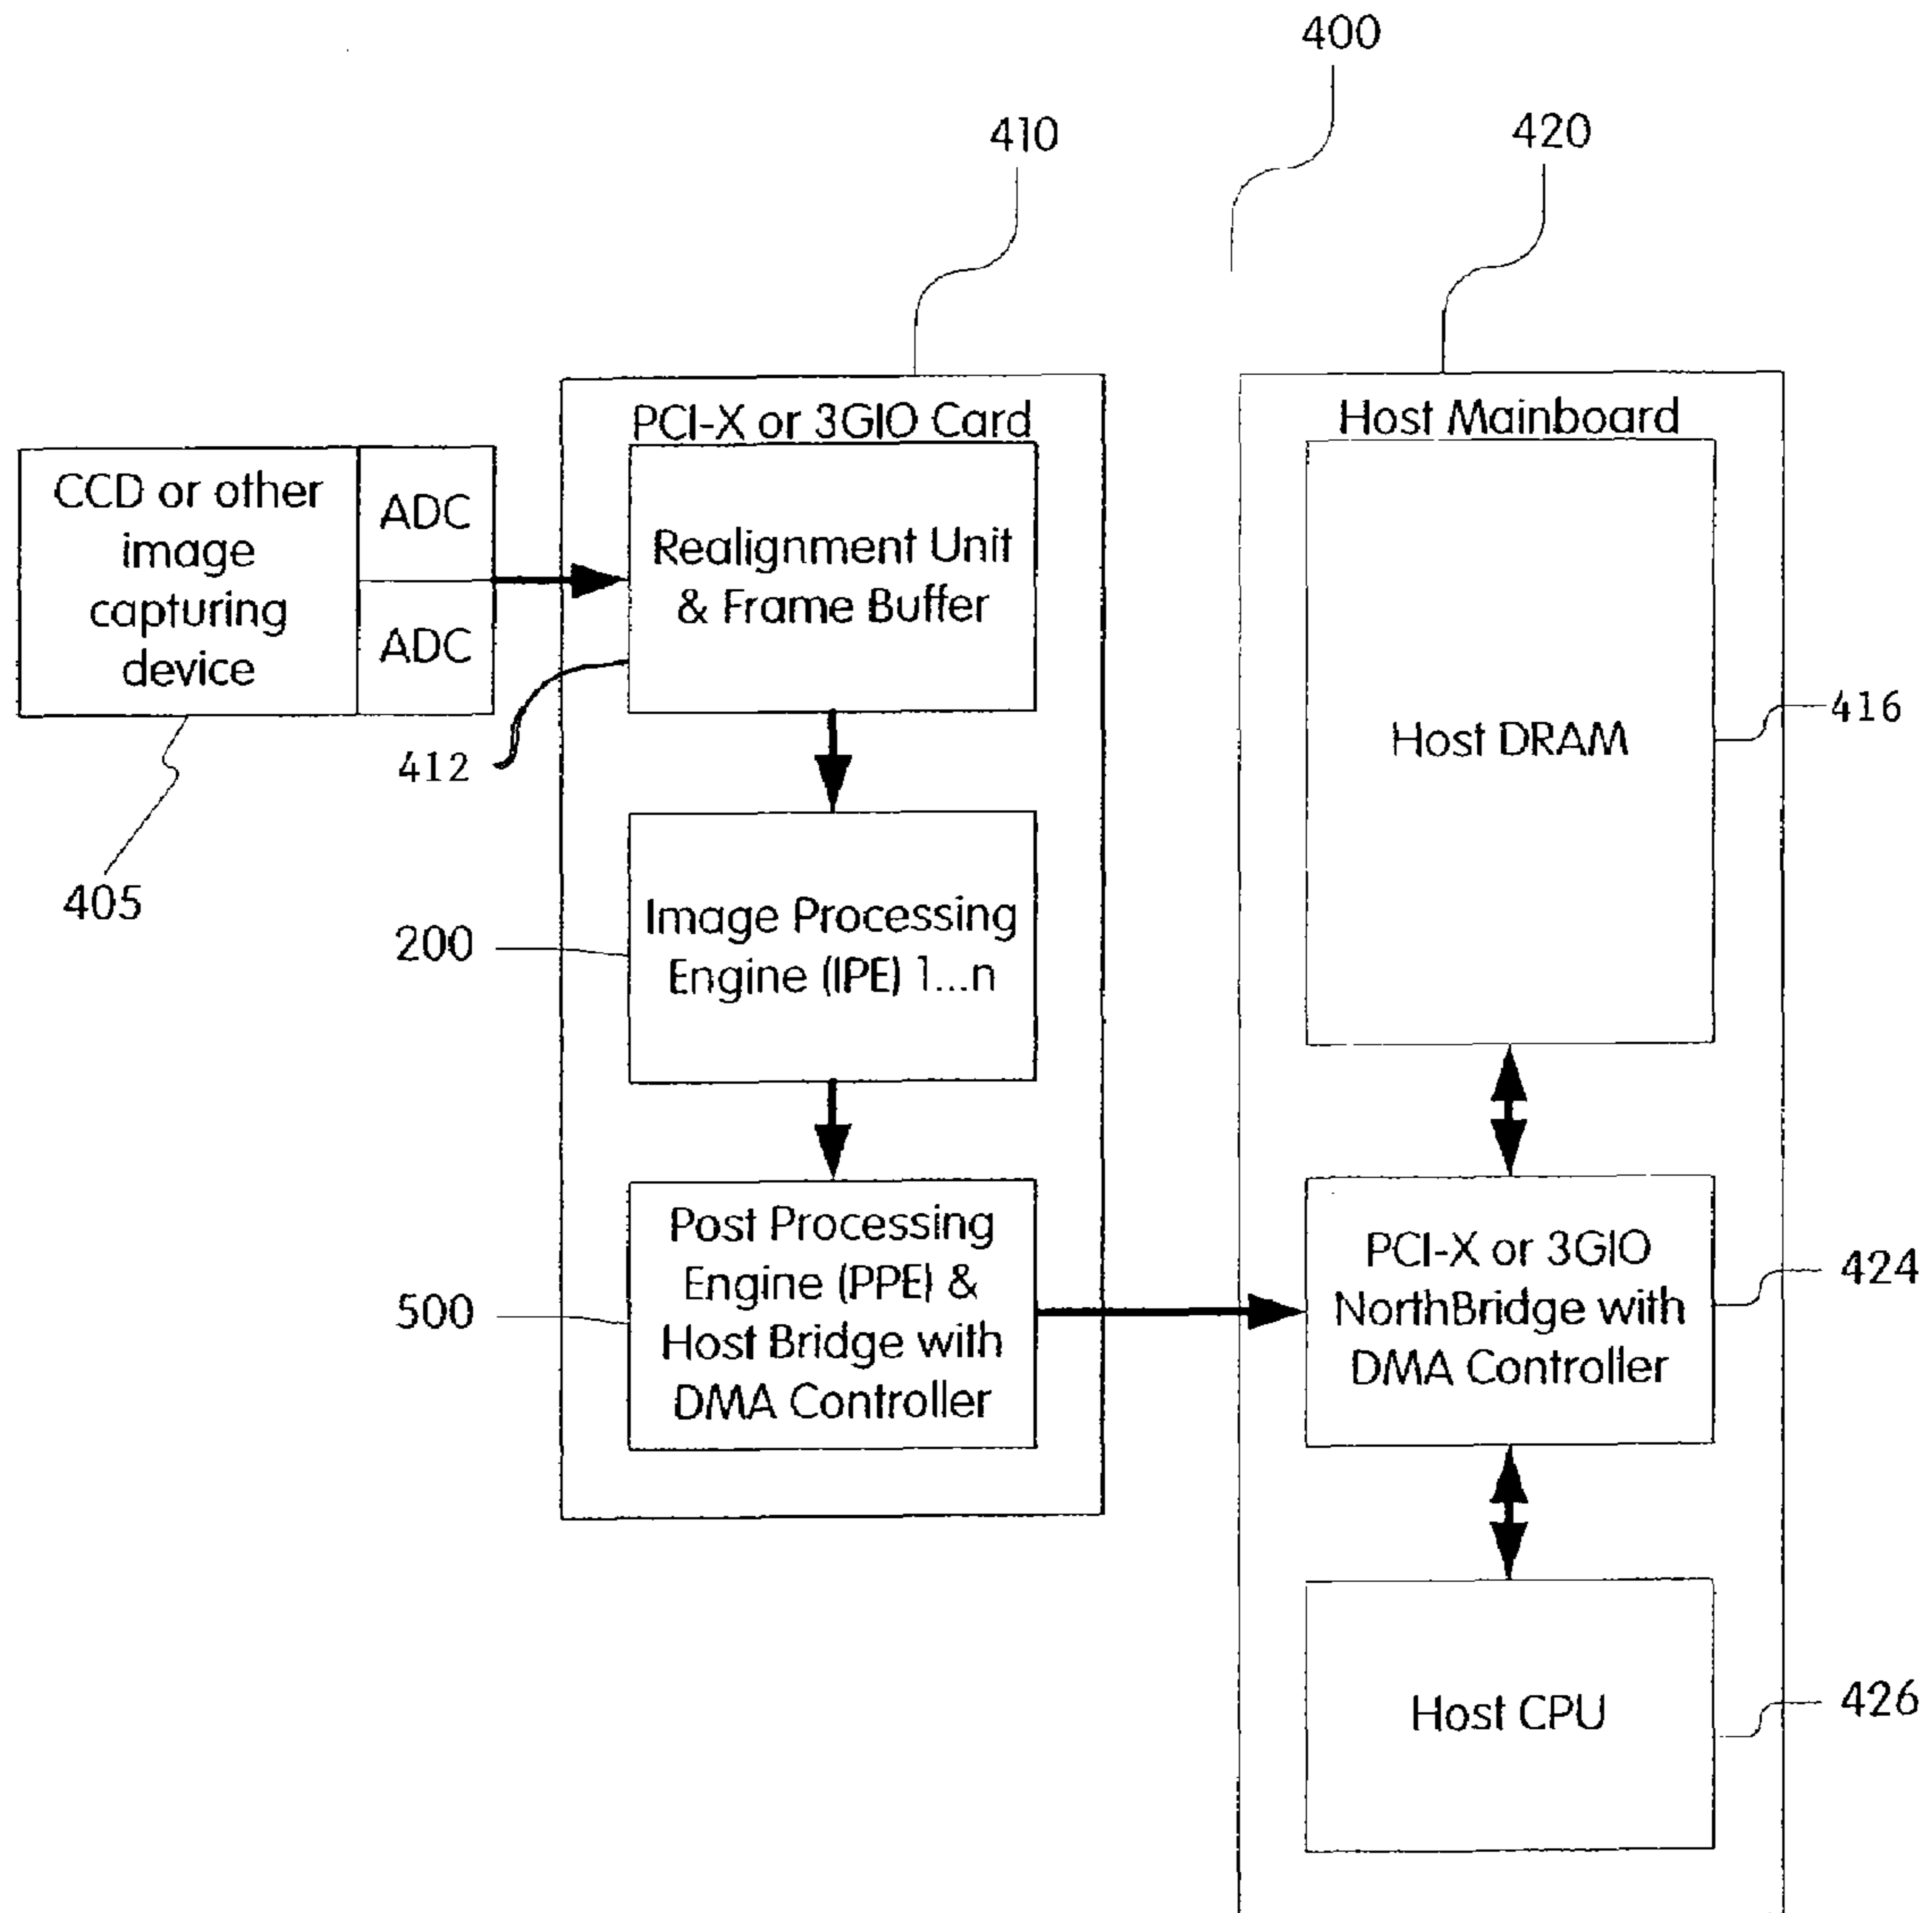 400
410
420
PCI-X or 3GIO Card
Host Mainboard
CCD or other
image
capturing
device
ADC
ADC
Realignment Unit
& Frame Buffer
412
405
Host DRAM
416
200
Image Processing
Engine (IPE) 1...n
500
Post Processing
Engine (PPE) &
Host Bridge with
DMA Controller
PCI-X or 3GIO
NorthBridge with
DMA Controller
424
Host CPU
426